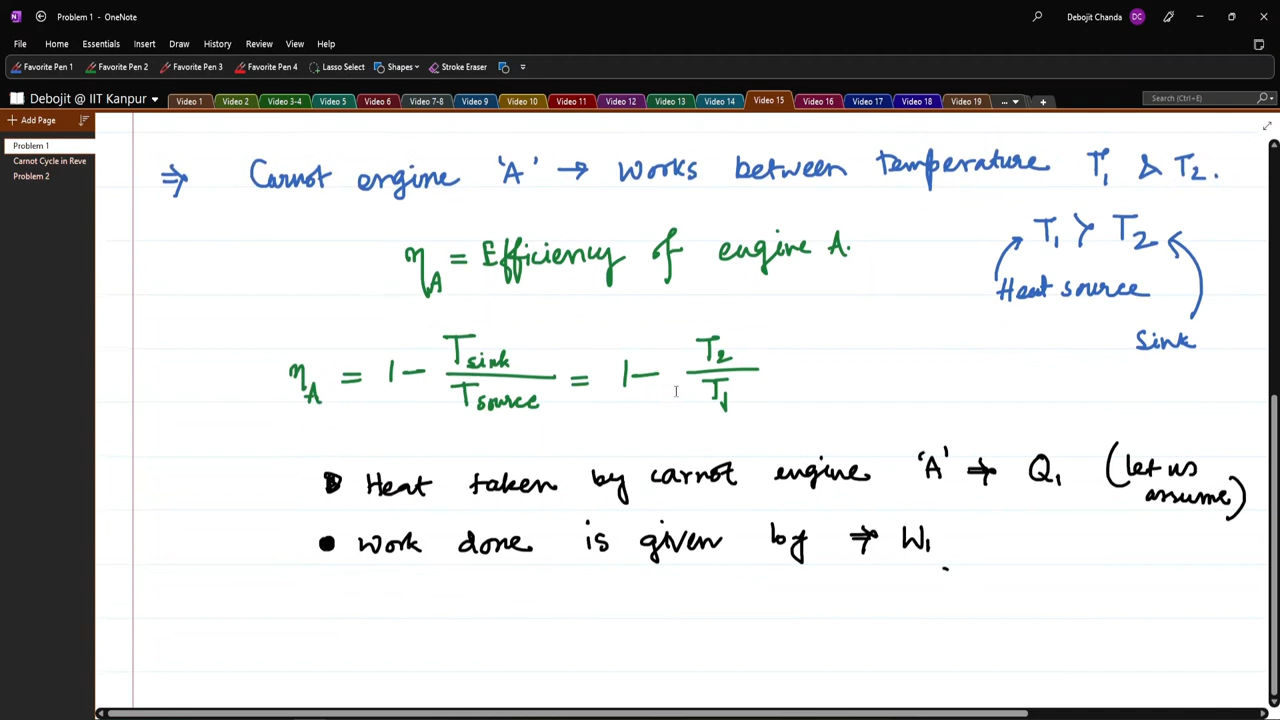 Problem 1 - OneNote
Debojit Chanda DC
File Home Essentials Insert Draw History Review View Help
Favorite Pen 1 Favorite Pen 2 Favorite Pen 3 Favorite Pen 4 Lasso Select Shapes Stroke Eraser
Debojit @ IIT Kanpur Video 1 Video 2 Video 3-4 Video 5 Video 6 Video 7-8 Video 9 Video 10 Video 11 Video 12 Video 13 Video 14 Video 15 Video 16 Video 17 Video 18 Video 19 ... + Search (Ctrl+E)
+ Add Page
Problem 1
Carnot Cycle in Reve
Problem 2
⇒ Carnot engine 'A' → Works between temperature T₁ & T₂.
T₁ > T₂
Heat source
Sink
η_A = Efficiency of engine A.
η_A = 1 - T_sink / T_source = 1 - T₂ / T₁
Heat taken by carnot engine 'A' → Q₁ (let us assume)
• Work done is given by → W₁